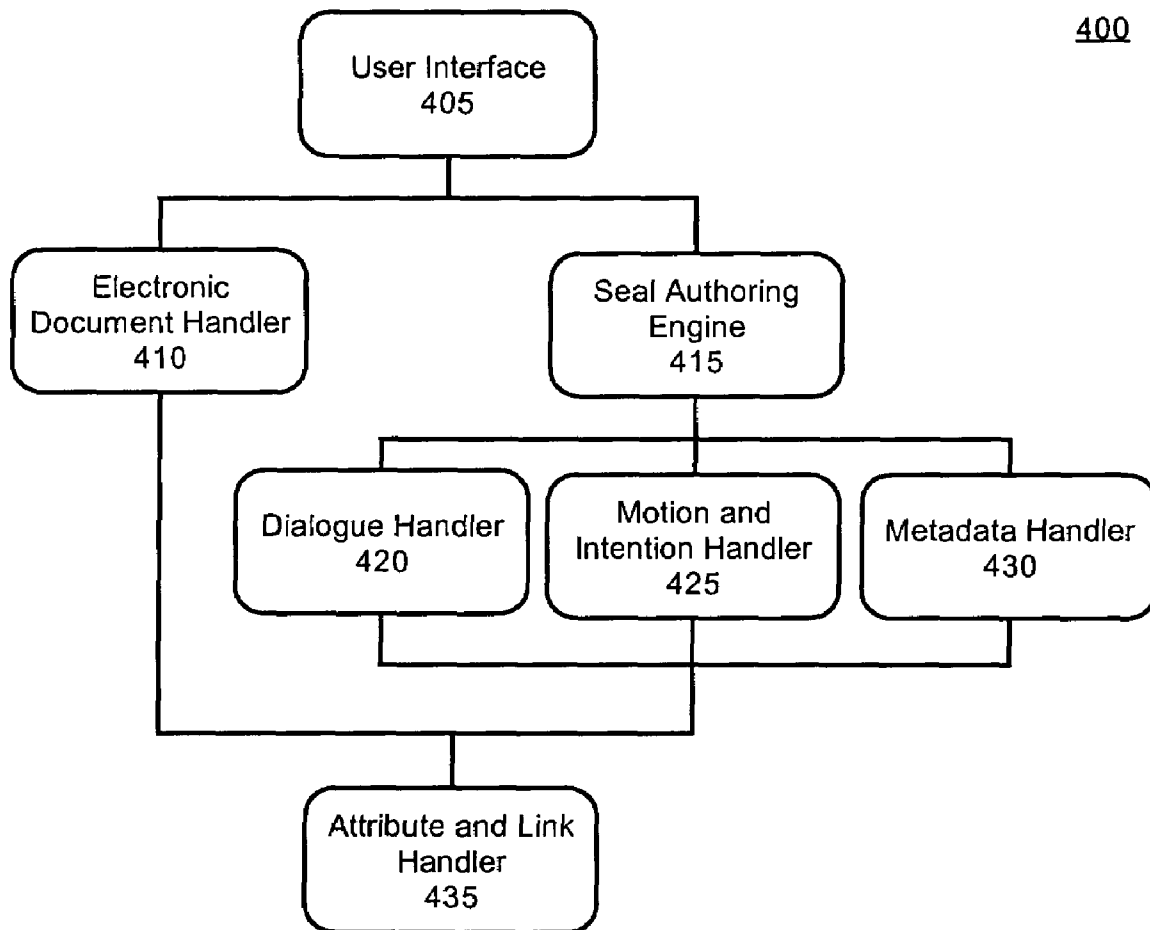 400
User Interface
405
Electronic
Document Handler
410
Seal Authoring
Engine
415
Dialogue Handler
420
Motion and
Intention Handler
425
Metadata Handler
430
Attribute and Link
Handler
435